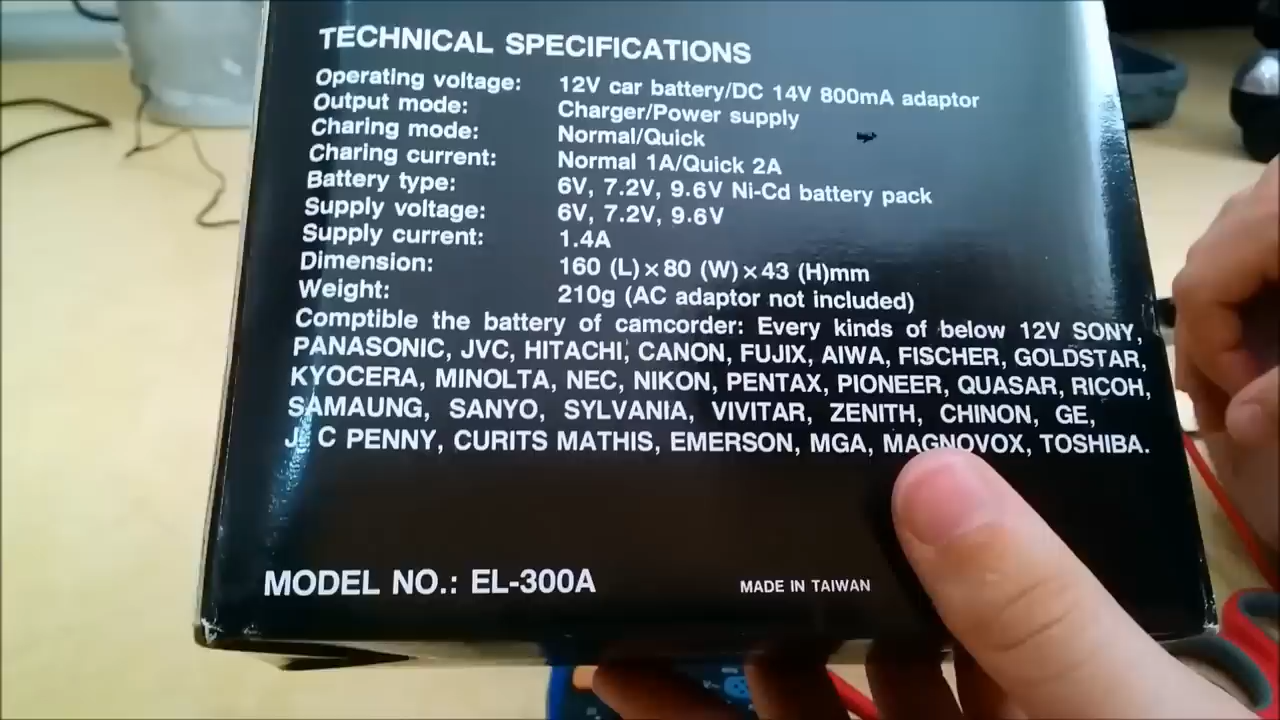 TECHNICAL SPECIFICATIONS
Operating voltage: 12V car battery/DC 14V 800mA adaptor
Output mode: Charger/Power supply
Charing mode: Normal/Quick
Charing current: Normal 1A/Quick 2A
Battery type: 6V, 7.2V, 9.6V Ni-Cd battery pack
Supply voltage: 6V, 7.2V, 9.6V
Supply current: 1.4A
Dimension: 160 (L)×80 (W)×43 (H)mm
Weight: 210g (AC adaptor not included)
Comptible the battery of camcorder: Every kinds of below 12V SONY,
PANASONIC, JVC, HITACHI, CANON, FUJIX, AIWA, FISCHER, GOLDSTAR,
KYOCERA, MINOLTA, NEC, NIKON, PENTAX, PIONEER, QUASAR, RICOH,
SAMAUNG, SANYO, SYLVANIA, VIVITAR, ZENITH, CHINON, GE,
J. C PENNY, CURITS MATHIS, EMERSON, MGA, MAGNOVOX, TOSHIBA.
MODEL NO.: EL-300A
MADE IN TAIWAN